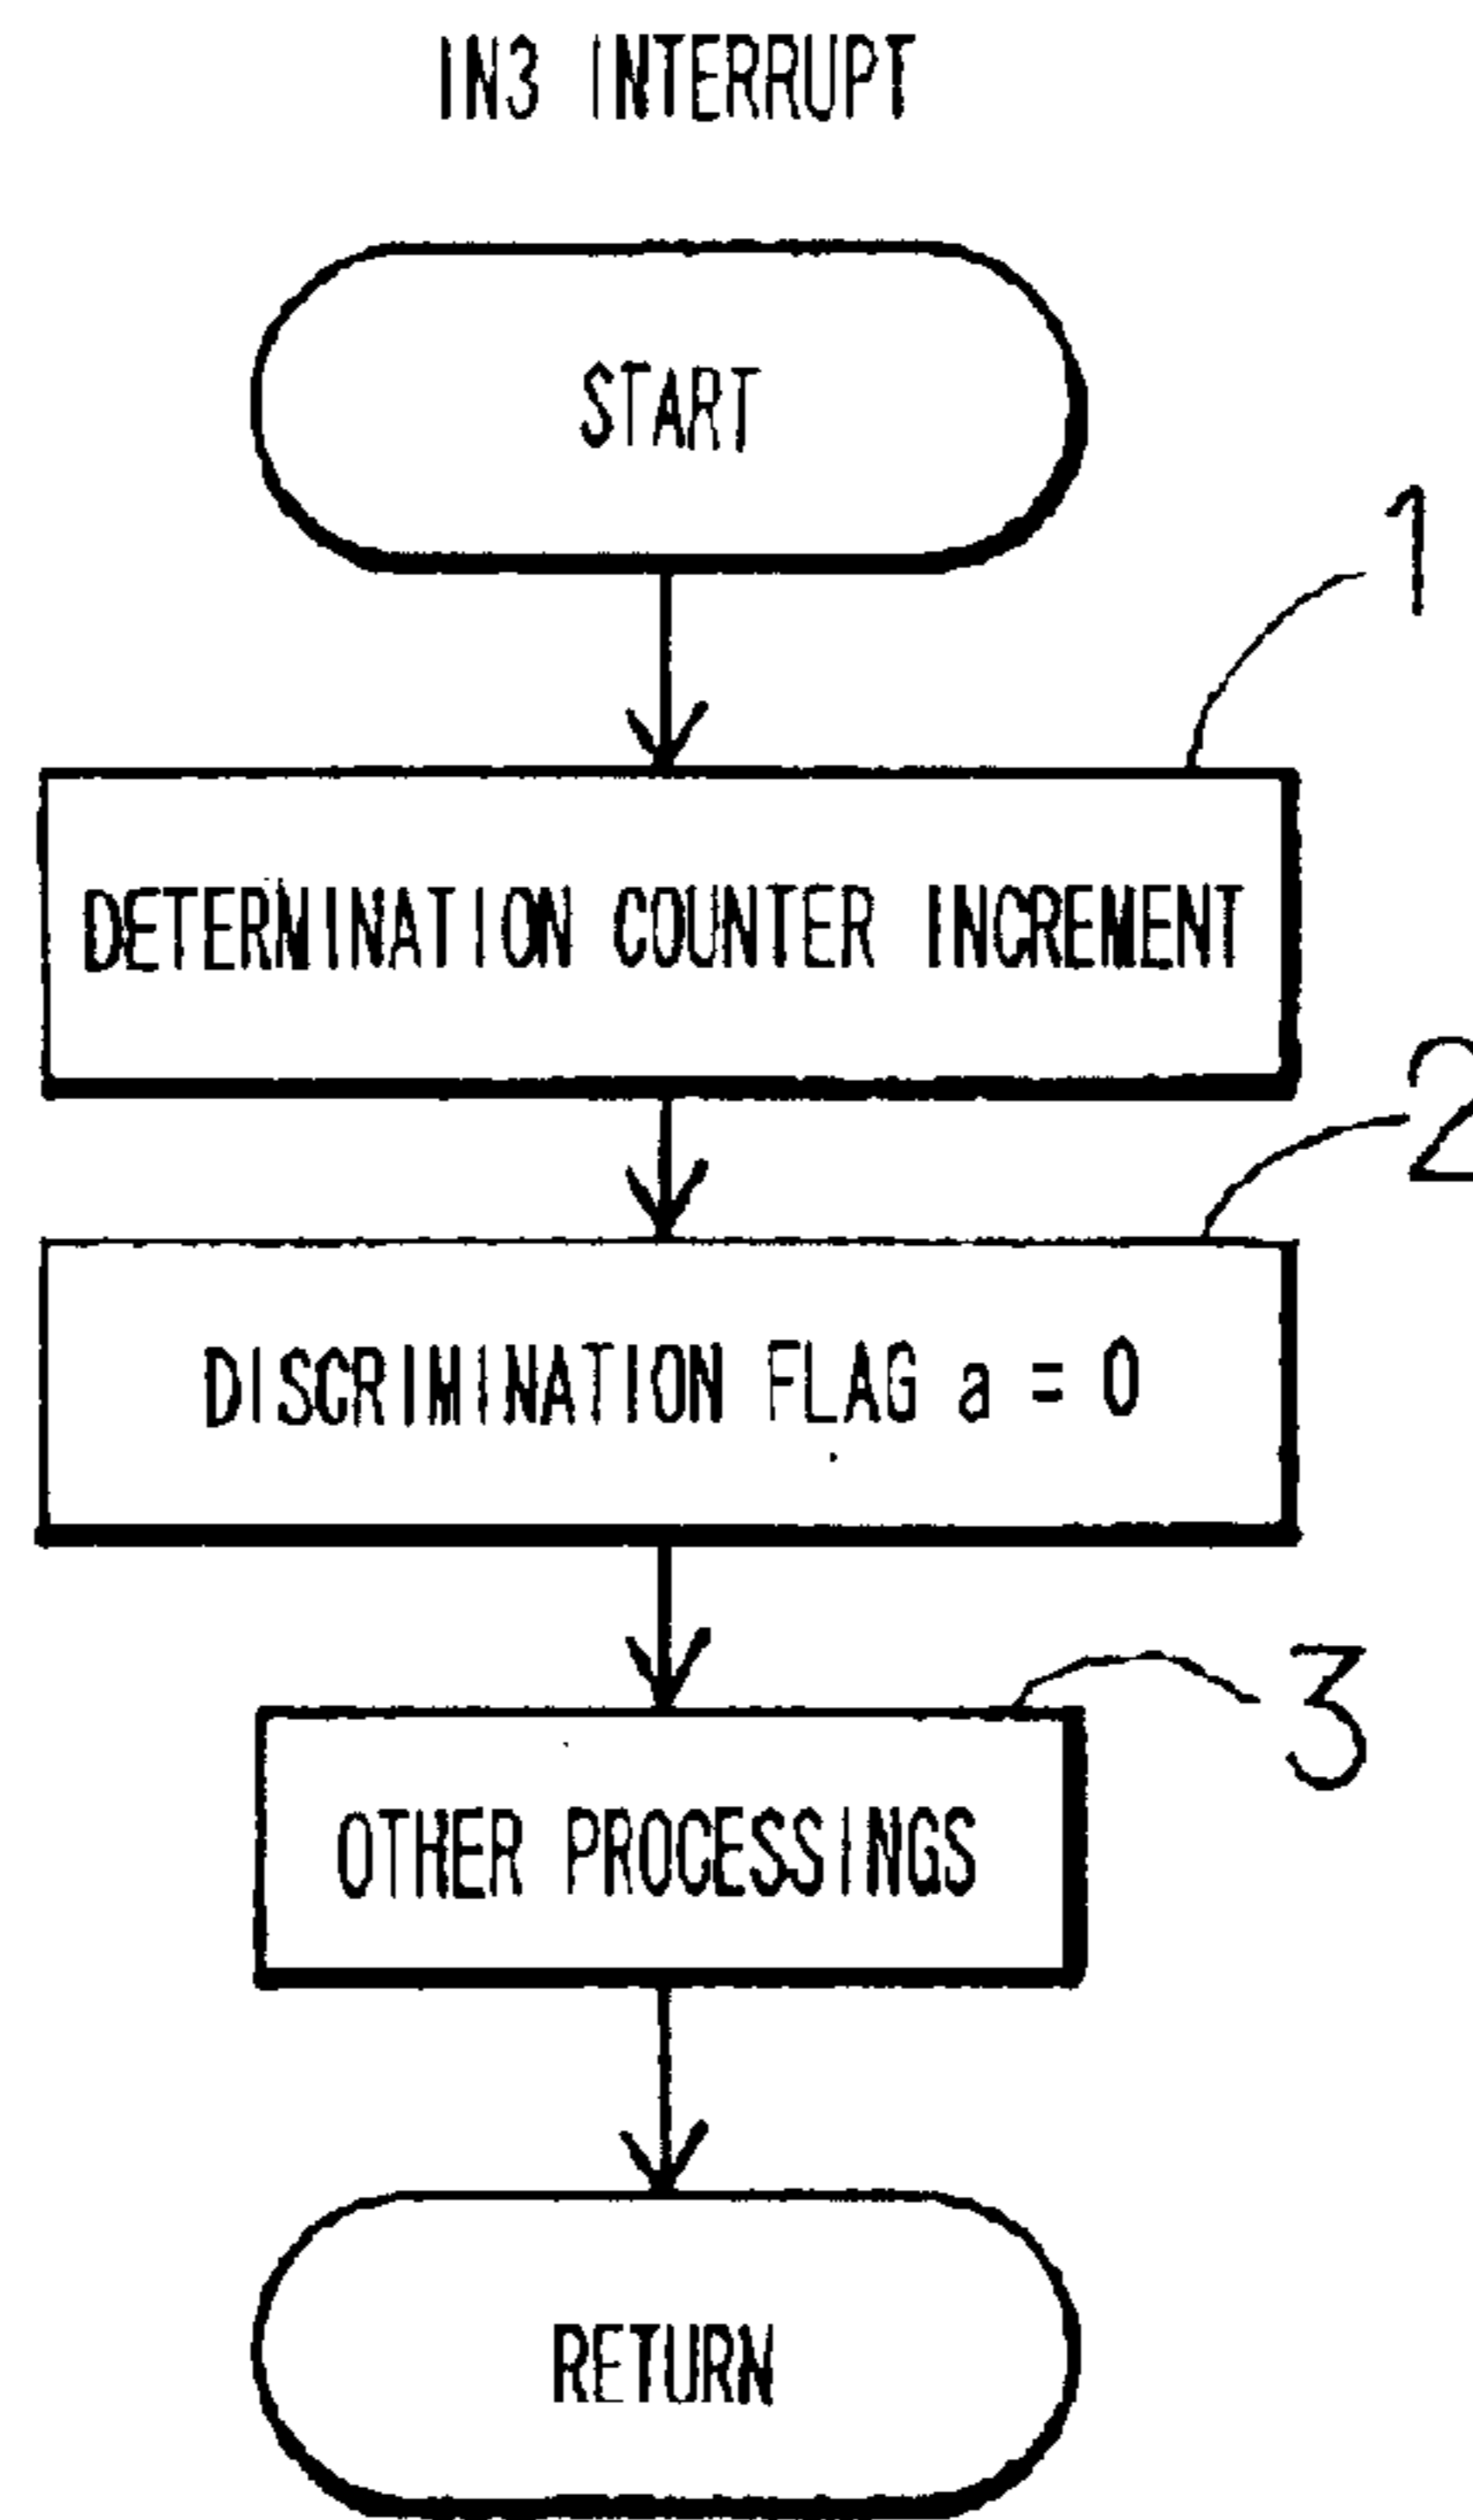 IN3 INTERRUPT
START
1
DETERMINATION COUNTER INCREMENT
2
DISCRIMINATION FLAG a = 0
3
OTHER PROCESSINGS
RETURN